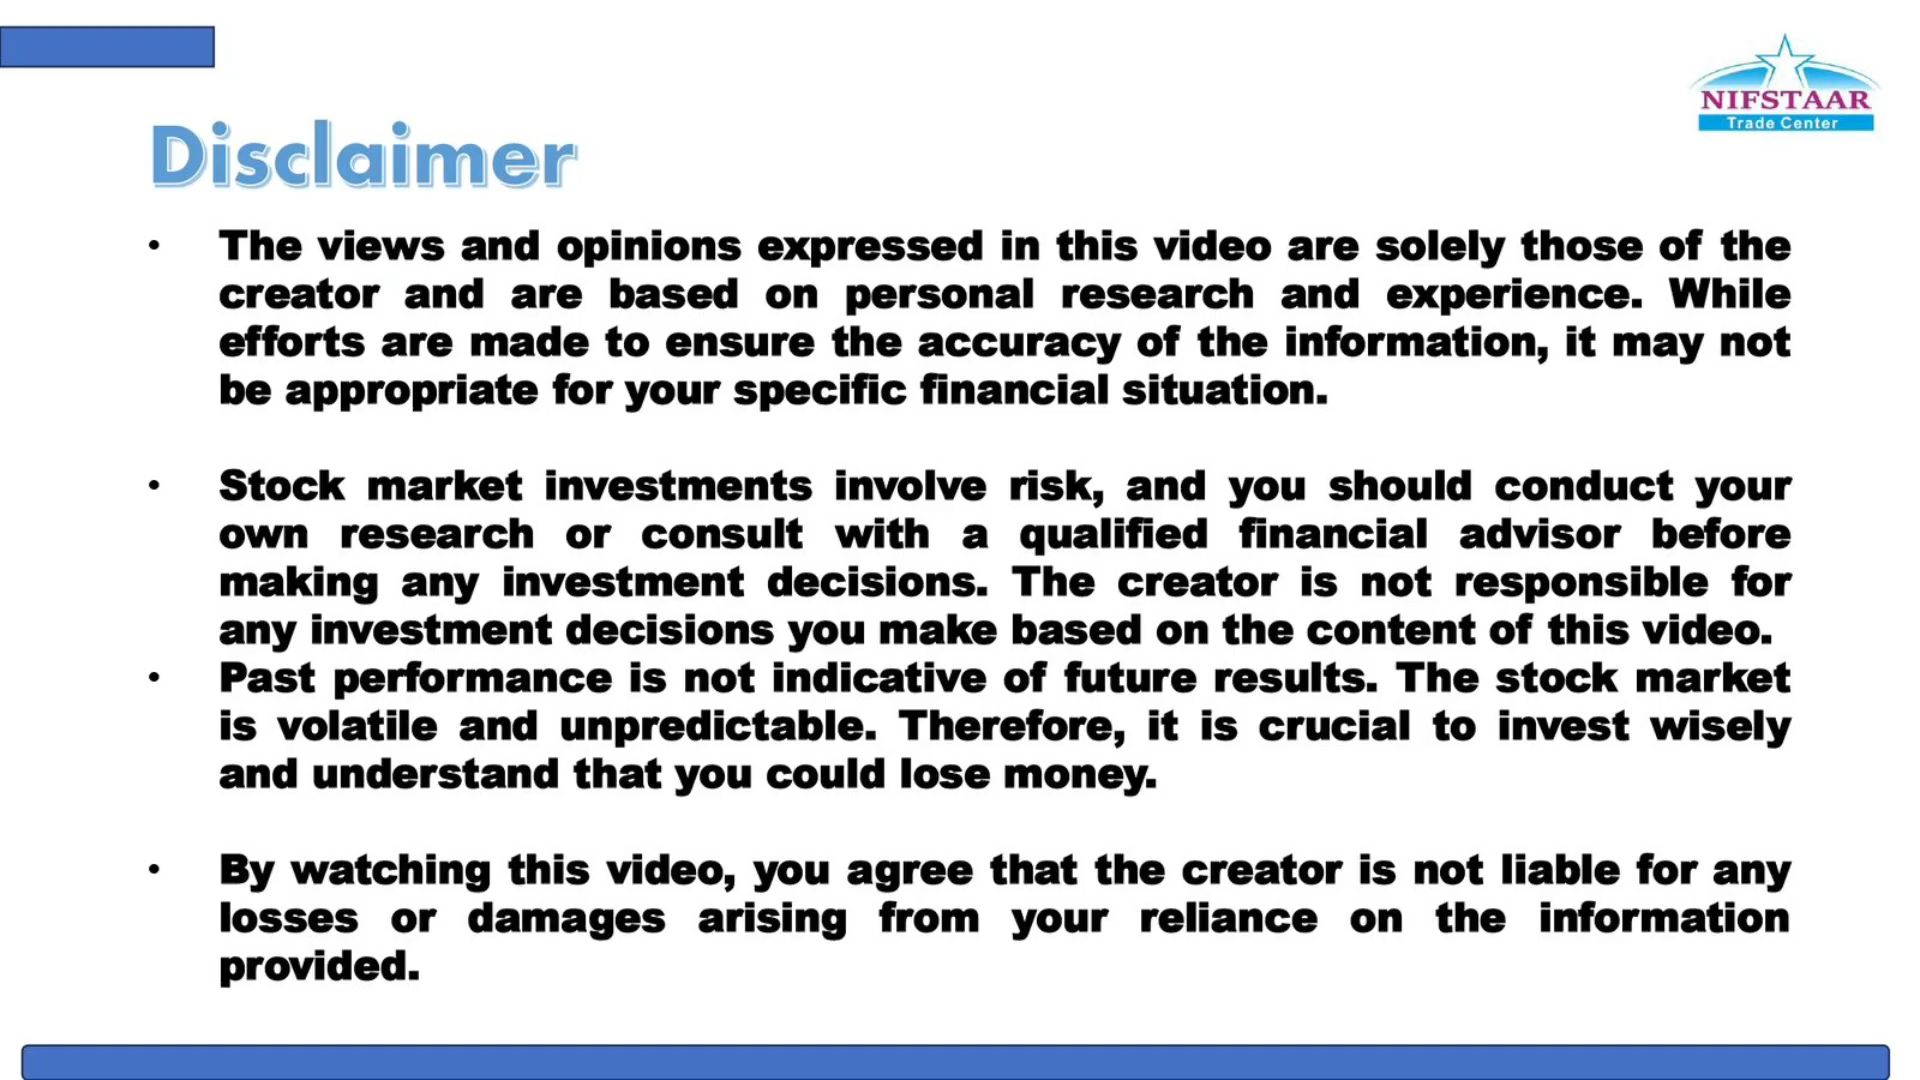 NIFSTAAR
Trade Center
Disclaimer
• The views and opinions expressed in this video are solely those of the
creator and are based on personal research and experience. While
efforts are made to ensure the accuracy of the information, it may not
be appropriate for your specific financial situation.
• Stock market investments involve risk, and you should conduct your
own research or consult with a qualified financial advisor before
making any investment decisions. The creator is not responsible for
any investment decisions you make based on the content of this video.
• Past performance is not indicative of future results. The stock market
is volatile and unpredictable. Therefore, it is crucial to invest wisely
and understand that you could lose money.
• By watching this video, you agree that the creator is not liable for any
losses or damages arising from your reliance on the information
provided.